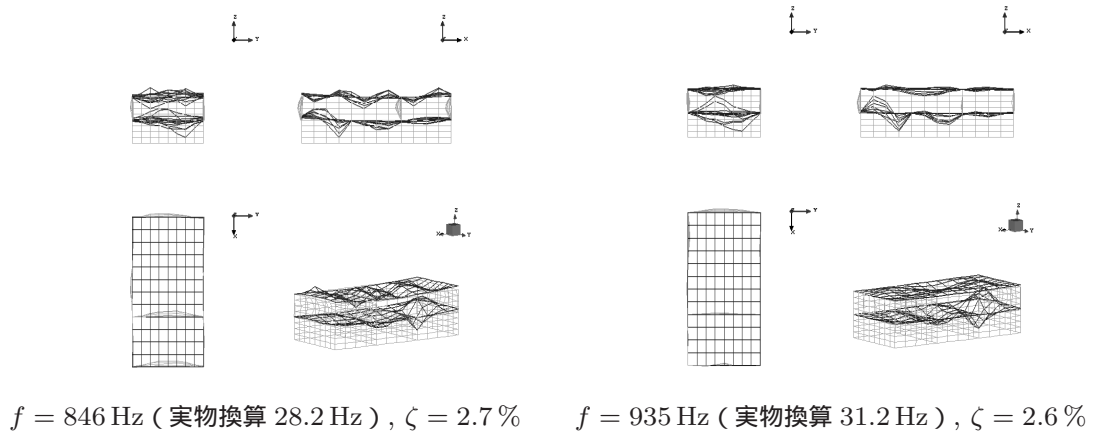 Z
Y
Z
X
Z
Y
Z
X
Y
X
Z
X
Y
Y
X
Z
X
Y
f = 846 Hz（実物換算 28.2 Hz）, ζ = 2.7 %
f = 935 Hz（実物換算 31.2 Hz）, ζ = 2.6 %